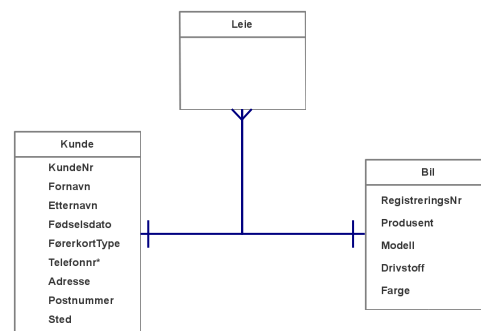 Leie
Kunde
KundeNr
Fornavn
Etternavn
Fødselsdato
FørerkortType
Telefonnr*
Adresse
Postnummer
Sted
Bil
RegistreringsNr
Produsent
Modell
Drivstoff
Farge